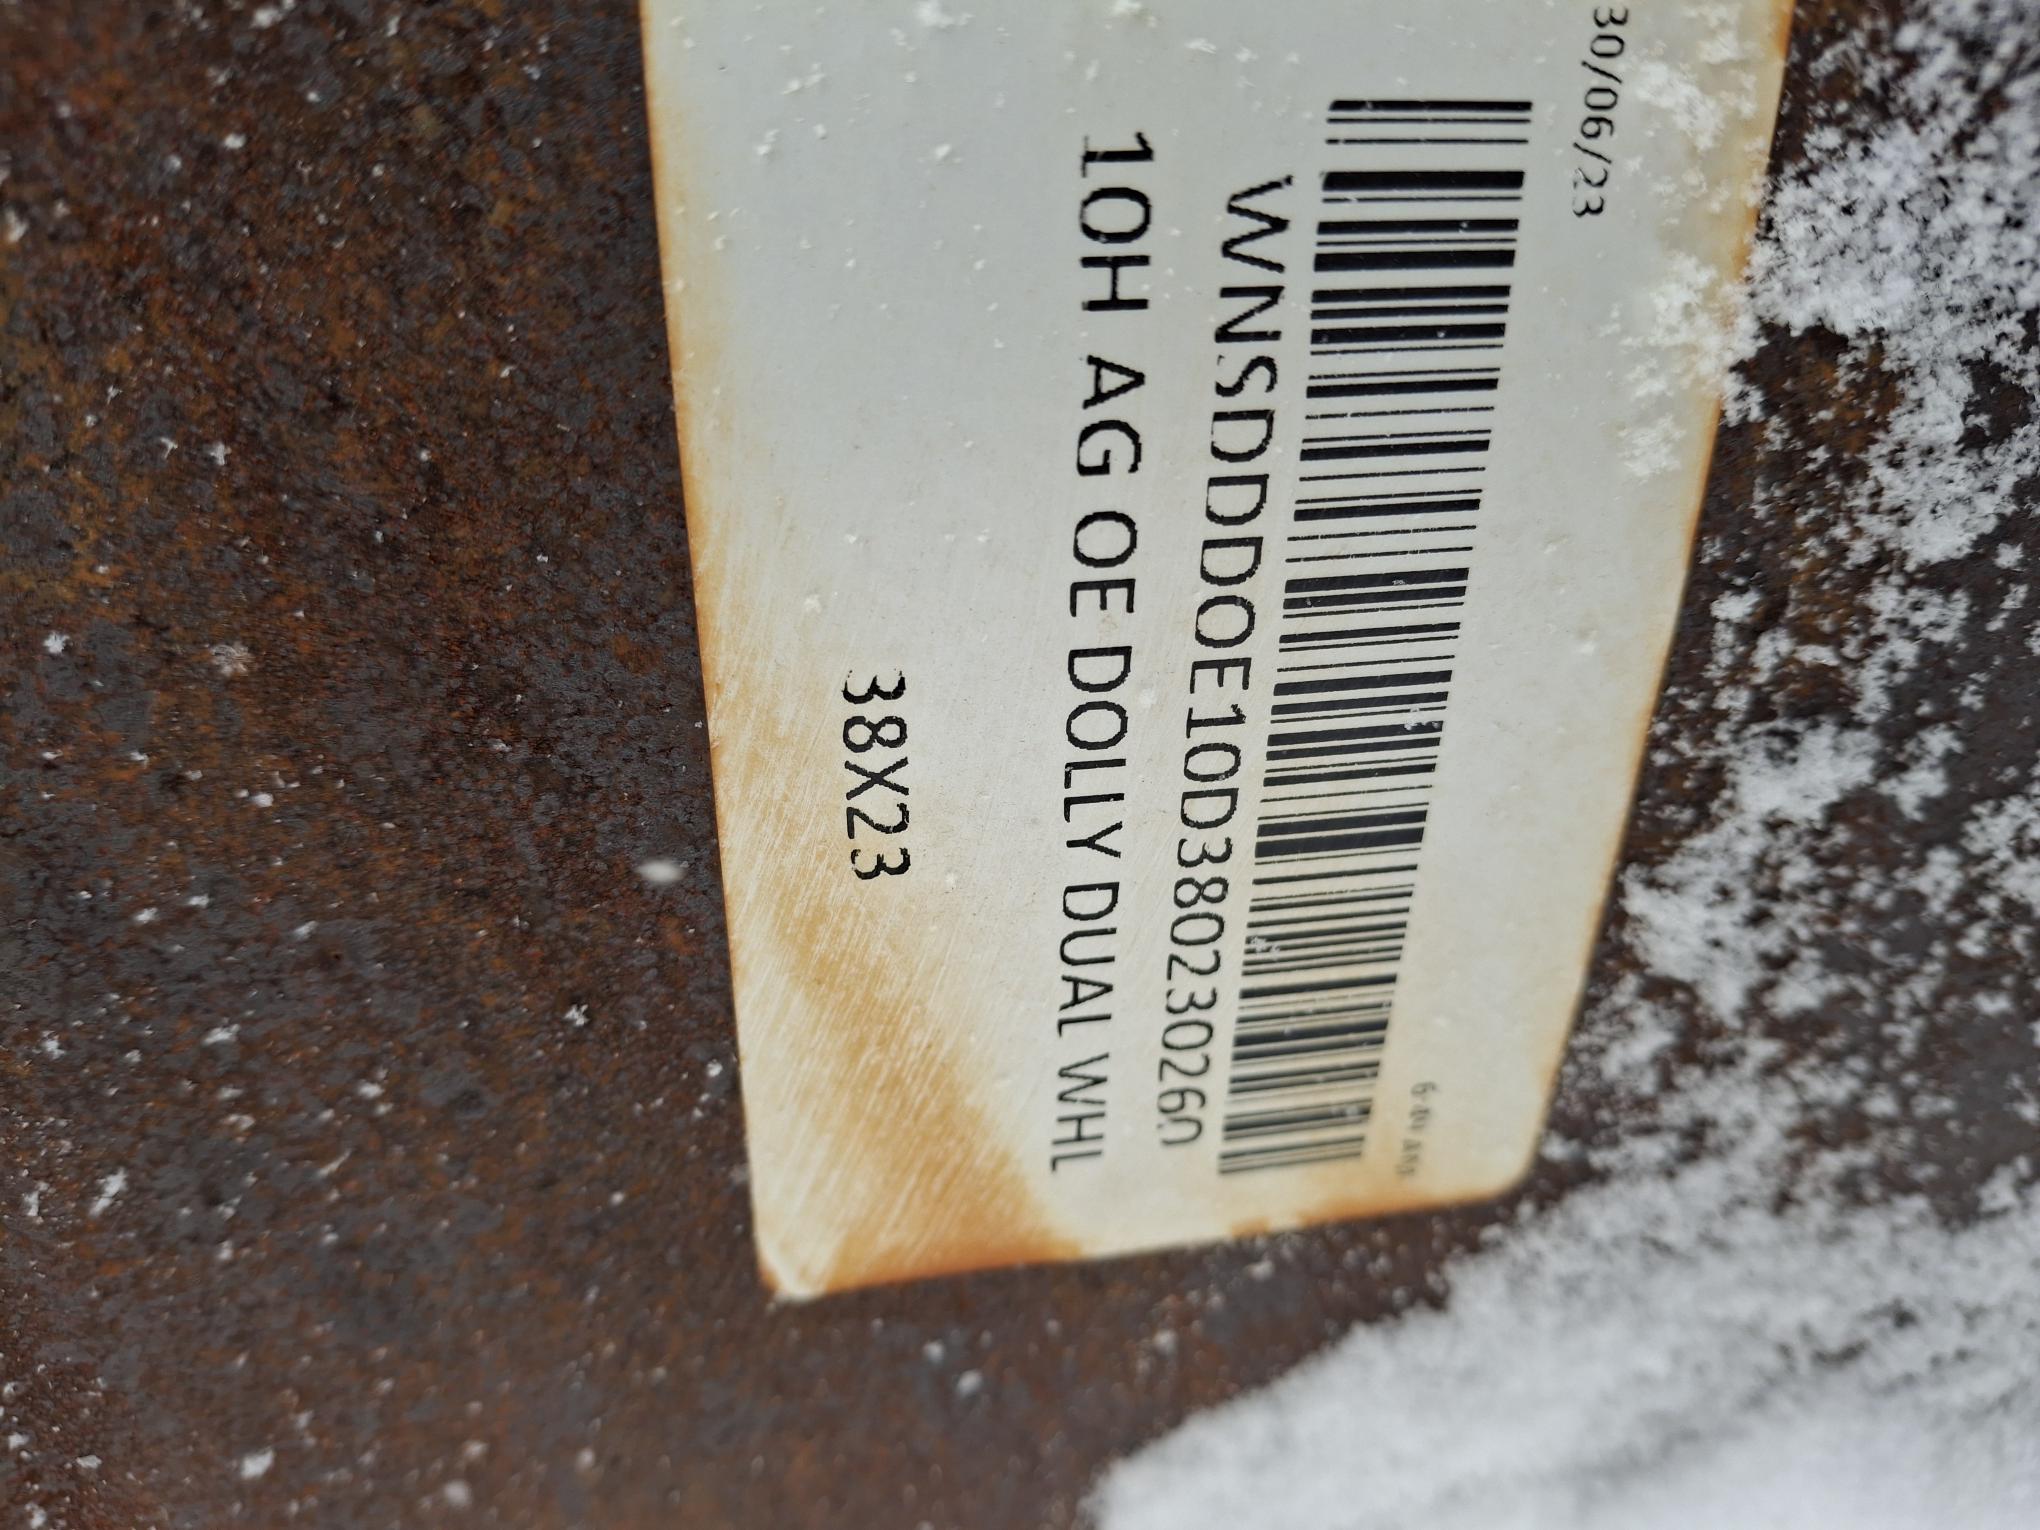 30/06/23
WNSDDDOE10D380230260
10H AG OE DOLLY DUAL WHL
38X23